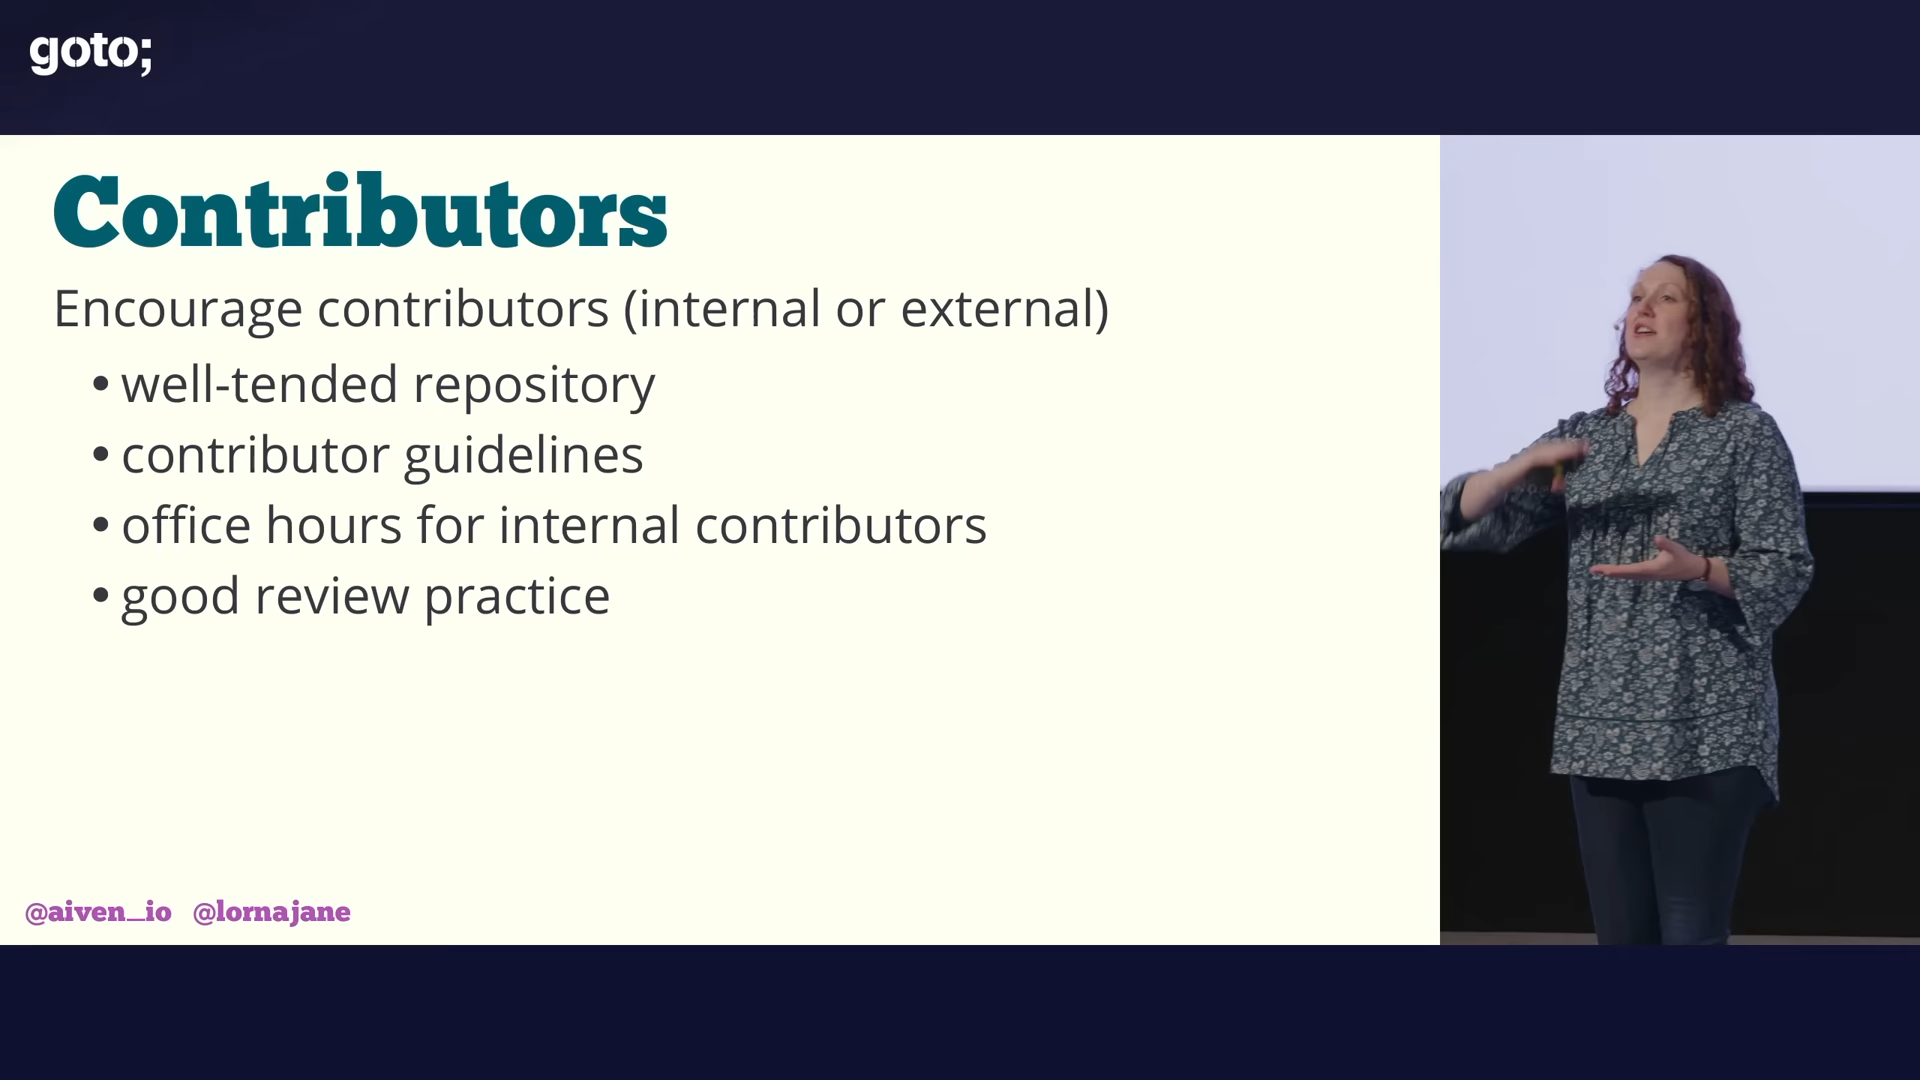 goto;
Contributors
Encourage contributors (internal or external)
• well-tended repository
• contributor guidelines
• office hours for internal contributors
• good review practice
@aiven_io @lornajane